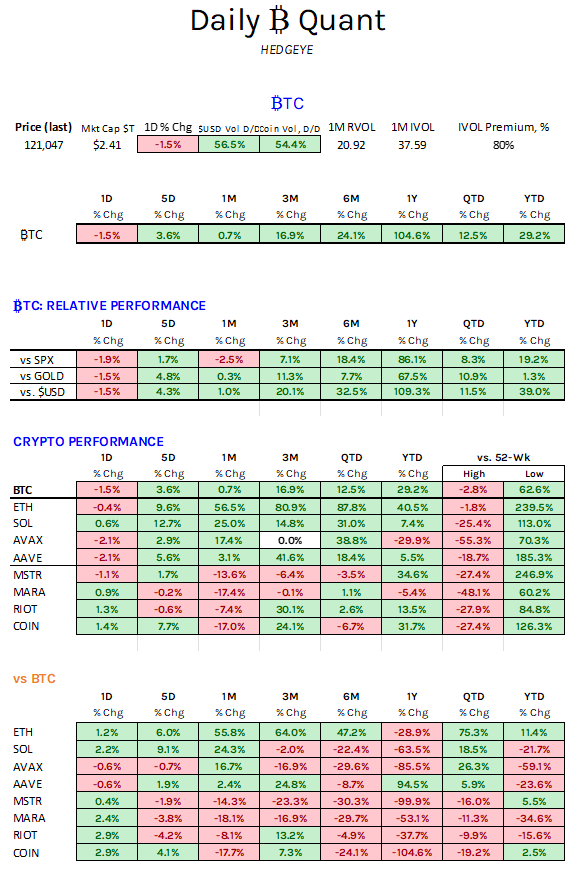 Daily ₿ Quant
HEDGEYE
₿TC
Price (last) Mkt Cap $T 1D % Chg $USD Vol D/D Coin Vol, D/D 1M RVOL 1M IVOL IVOL Premium, %
121,047 $2.41 -1.5% 56.5% 54.4% 20.92 37.59 80%
1D 5D 1M 3M 6M 1Y QTD YTD
% Chg % Chg % Chg % Chg % Chg % Chg % Chg % Chg
₿TC -1.5% 3.6% 0.7% 16.9% 24.1% 104.6% 12.5% 29.2%
₿TC: RELATIVE PERFORMANCE
1D 5D 1M 3M 6M 1Y QTD YTD
% Chg % Chg % Chg % Chg % Chg % Chg % Chg % Chg
vs SPX -1.9% 1.7% -2.5% 7.1% 18.4% 86.1% 8.3% 19.2%
vs GOLD -1.5% 4.8% 0.3% 11.3% 7.7% 67.5% 10.9% 1.3%
vs. $USD -1.5% 4.3% 1.0% 20.1% 32.5% 109.3% 11.5% 39.0%
CRYPTO PERFORMANCE
1D 5D 1M 3M QTD YTD vs. 52-Wk
% Chg % Chg % Chg % Chg % Chg % Chg High Low
BTC -1.5% 3.6% 0.7% 16.9% 12.5% 29.2% -2.8% 62.6%
ETH -0.4% 9.6% 56.5% 80.9% 87.8% 40.5% -1.8% 239.5%
SOL 0.6% 12.7% 25.0% 14.8% 31.0% 7.4% -25.4% 113.0%
AVAX -2.1% 2.9% 17.4% 0.0% 38.8% -29.9% -55.3% 70.3%
AAVE -2.1% 5.6% 3.1% 41.6% 18.4% 5.5% -18.7% 185.3%
MSTR -1.1% 1.7% -13.6% -6.4% -3.5% 34.6% -27.4% 246.9%
MARA 0.9% -0.2% -17.4% -0.1% 1.1% -5.4% -48.1% 60.2%
RIOT 1.3% -0.6% -7.4% 30.1% 2.6% 13.5% -27.9% 84.8%
COIN 1.4% 7.7% -17.0% 24.1% -6.7% 31.7% -27.4% 126.3%
vs BTC
1D 5D 1M 3M 6M 1Y QTD YTD
% Chg % Chg % Chg % Chg % Chg % Chg % Chg % Chg
ETH 1.2% 6.0% 55.8% 64.0% 47.2% -28.9% 75.3% 11.4%
SOL 2.2% 9.1% 24.3% -2.0% -22.4% -63.5% 18.5% -21.7%
AVAX -0.6% -0.7% 16.7% -16.9% -29.6% -85.5% 26.3% -59.1%
AAVE -0.6% 1.9% 2.4% 24.8% -8.7% 94.5% 5.9% -23.6%
MSTR 0.4% -1.9% -14.3% -23.3% -30.3% -99.9% -16.0% 5.5%
MARA 2.4% -3.8% -18.1% -16.9% -29.7% -53.1% -11.3% -34.6%
RIOT 2.9% -4.2% -8.1% 13.2% -4.9% -37.7% -9.9% -15.6%
COIN 2.9% 4.1% -17.7% 7.3% -24.1% -104.6% -19.2% 2.5%